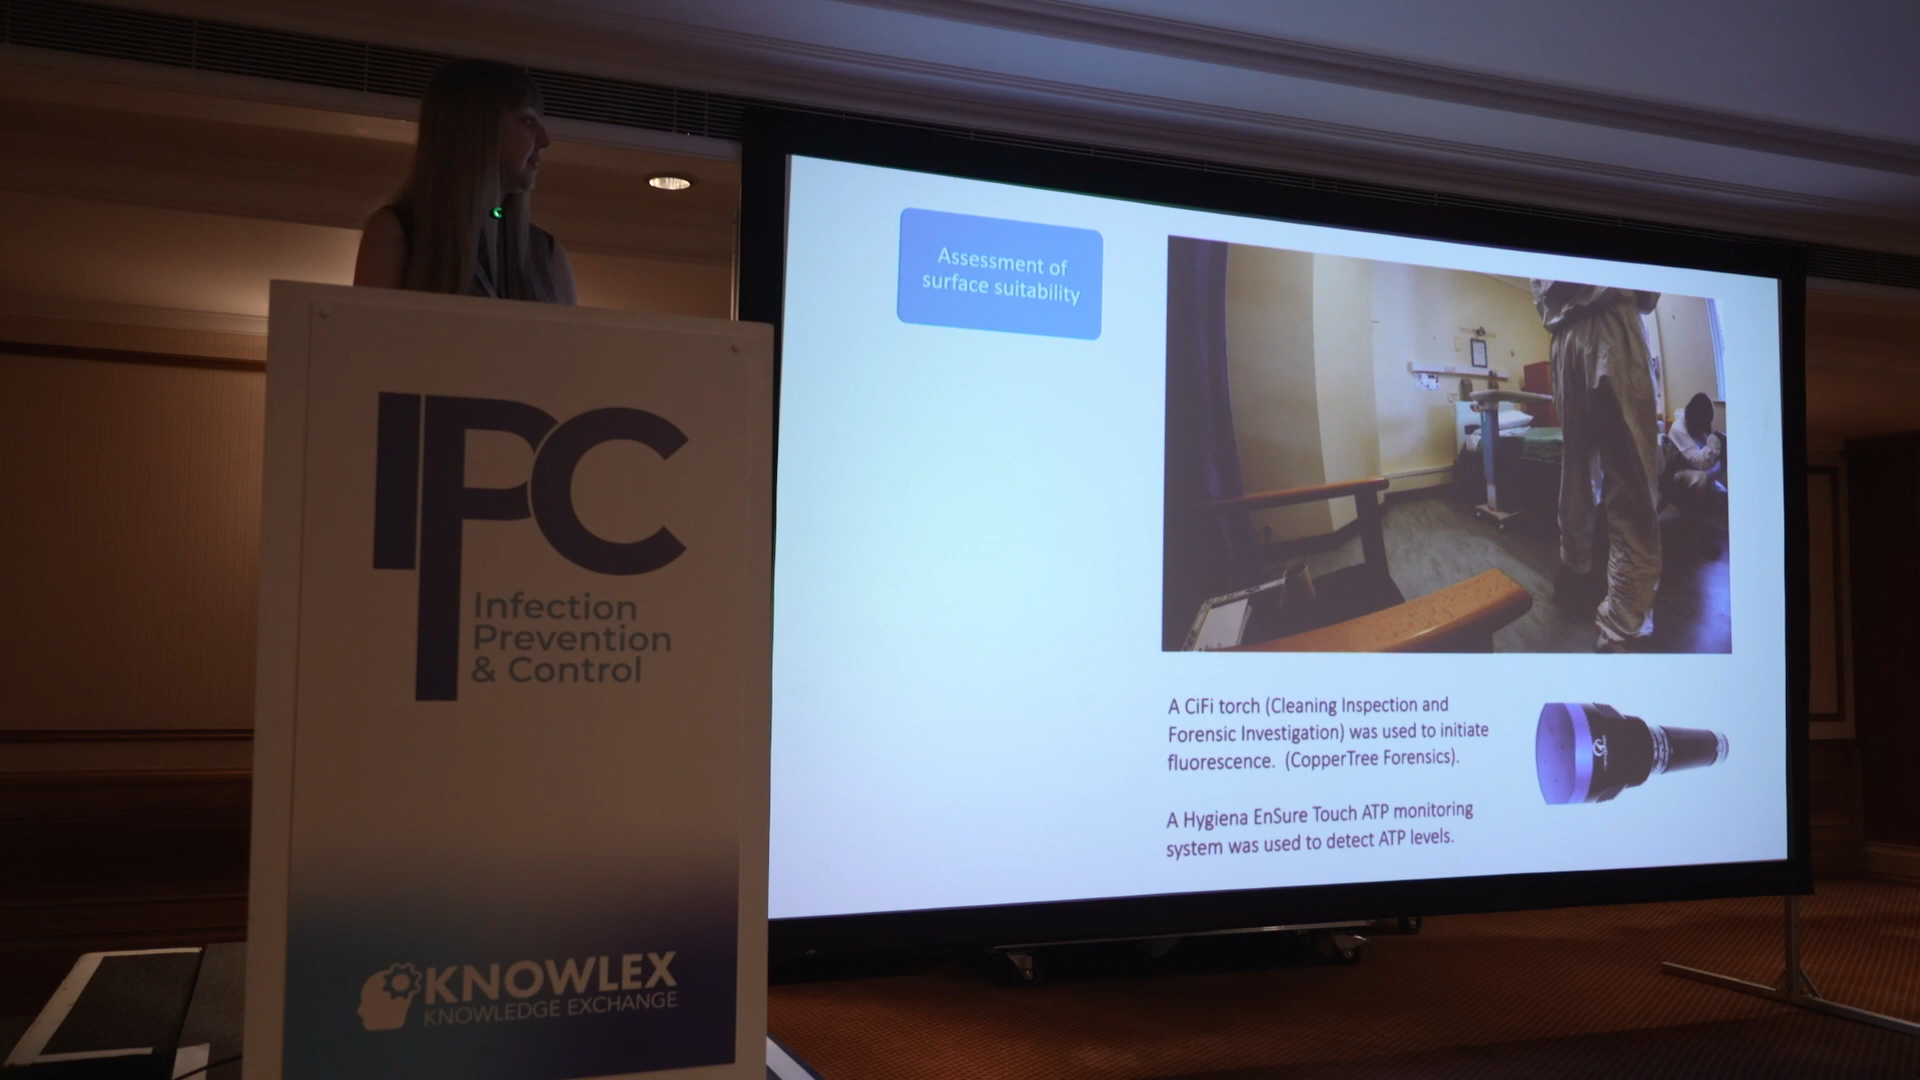 IPC
Infection
Prevention
& Control
KNOWLEX
KNOWLEDGE EXCHANGE
Assessment of
surface suitability
A CiFi torch (Cleaning Inspection and
Forensic Investigation) was used to initiate
fluorescence. (CopperTree Forensics).
A Hygiena EnSure Touch ATP monitoring
system was used to detect ATP levels.